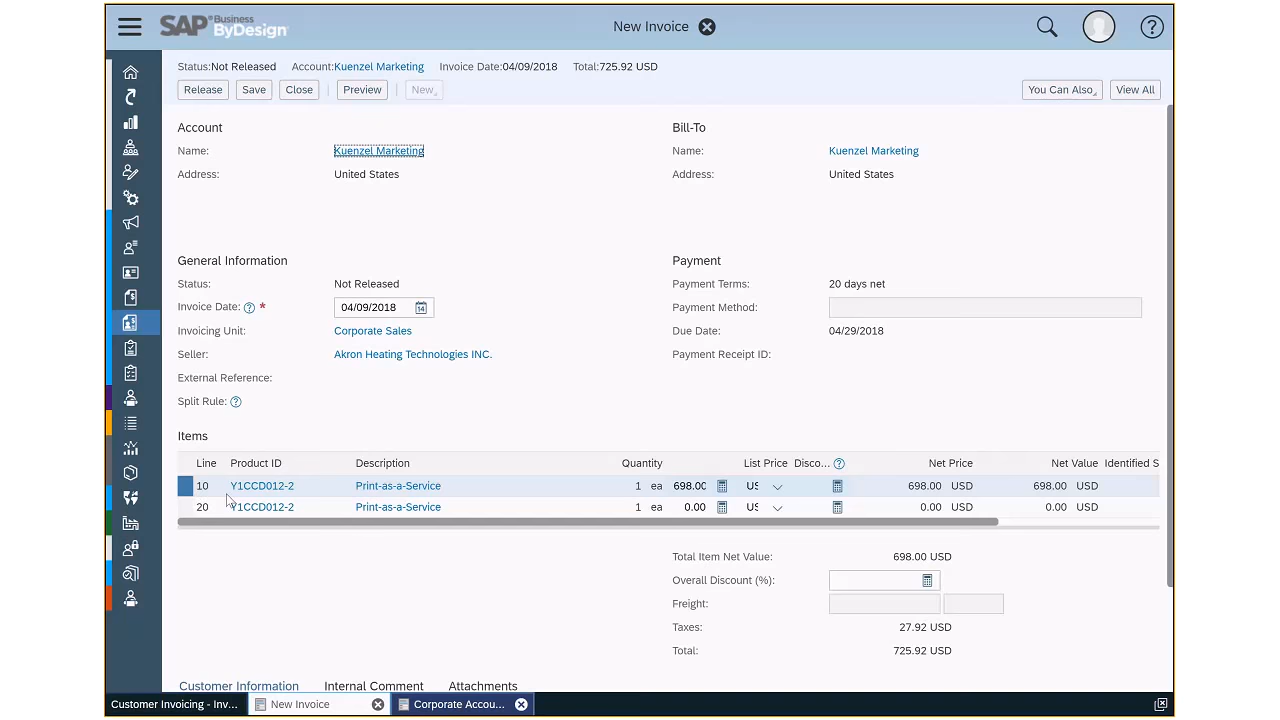 SAP Business ByDesign
New Invoice
Status:Not Released Account:Kuenzel Marketing Invoice Date:04/09/2018 Total:725.92 USD
Release Save Close Preview New You Can Also View All
Account Bill-To
Name: Kuenzel Marketing Name: Kuenzel Marketing
Address: United States Address: United States
General Information Payment
Status: Not Released Payment Terms: 20 days net
Invoice Date: * 04/09/2018 14 Payment Method:
Invoicing Unit: Corporate Sales Due Date: 04/29/2018
Seller: Akron Heating Technologies INC. Payment Receipt ID:
External Reference:
Split Rule:
Items
Line Product ID Description Quantity List Price Disco... Net Price Net Value Identified S
10 Y1CCD012-2 Print-as-a-Service 1 ea 698.00 US 698.00 USD 698.00 USD
20 Y1CCD012-2 Print-as-a-Service 1 ea 0.00 US 0.00 USD 0.00 USD
Total Item Net Value: 698.00 USD
Overall Discount (%):
Freight:
Taxes: 27.92 USD
Total: 725.92 USD
Customer Information Internal Comment Attachments
Customer Invoicing - Inv... New Invoice Corporate Accou...